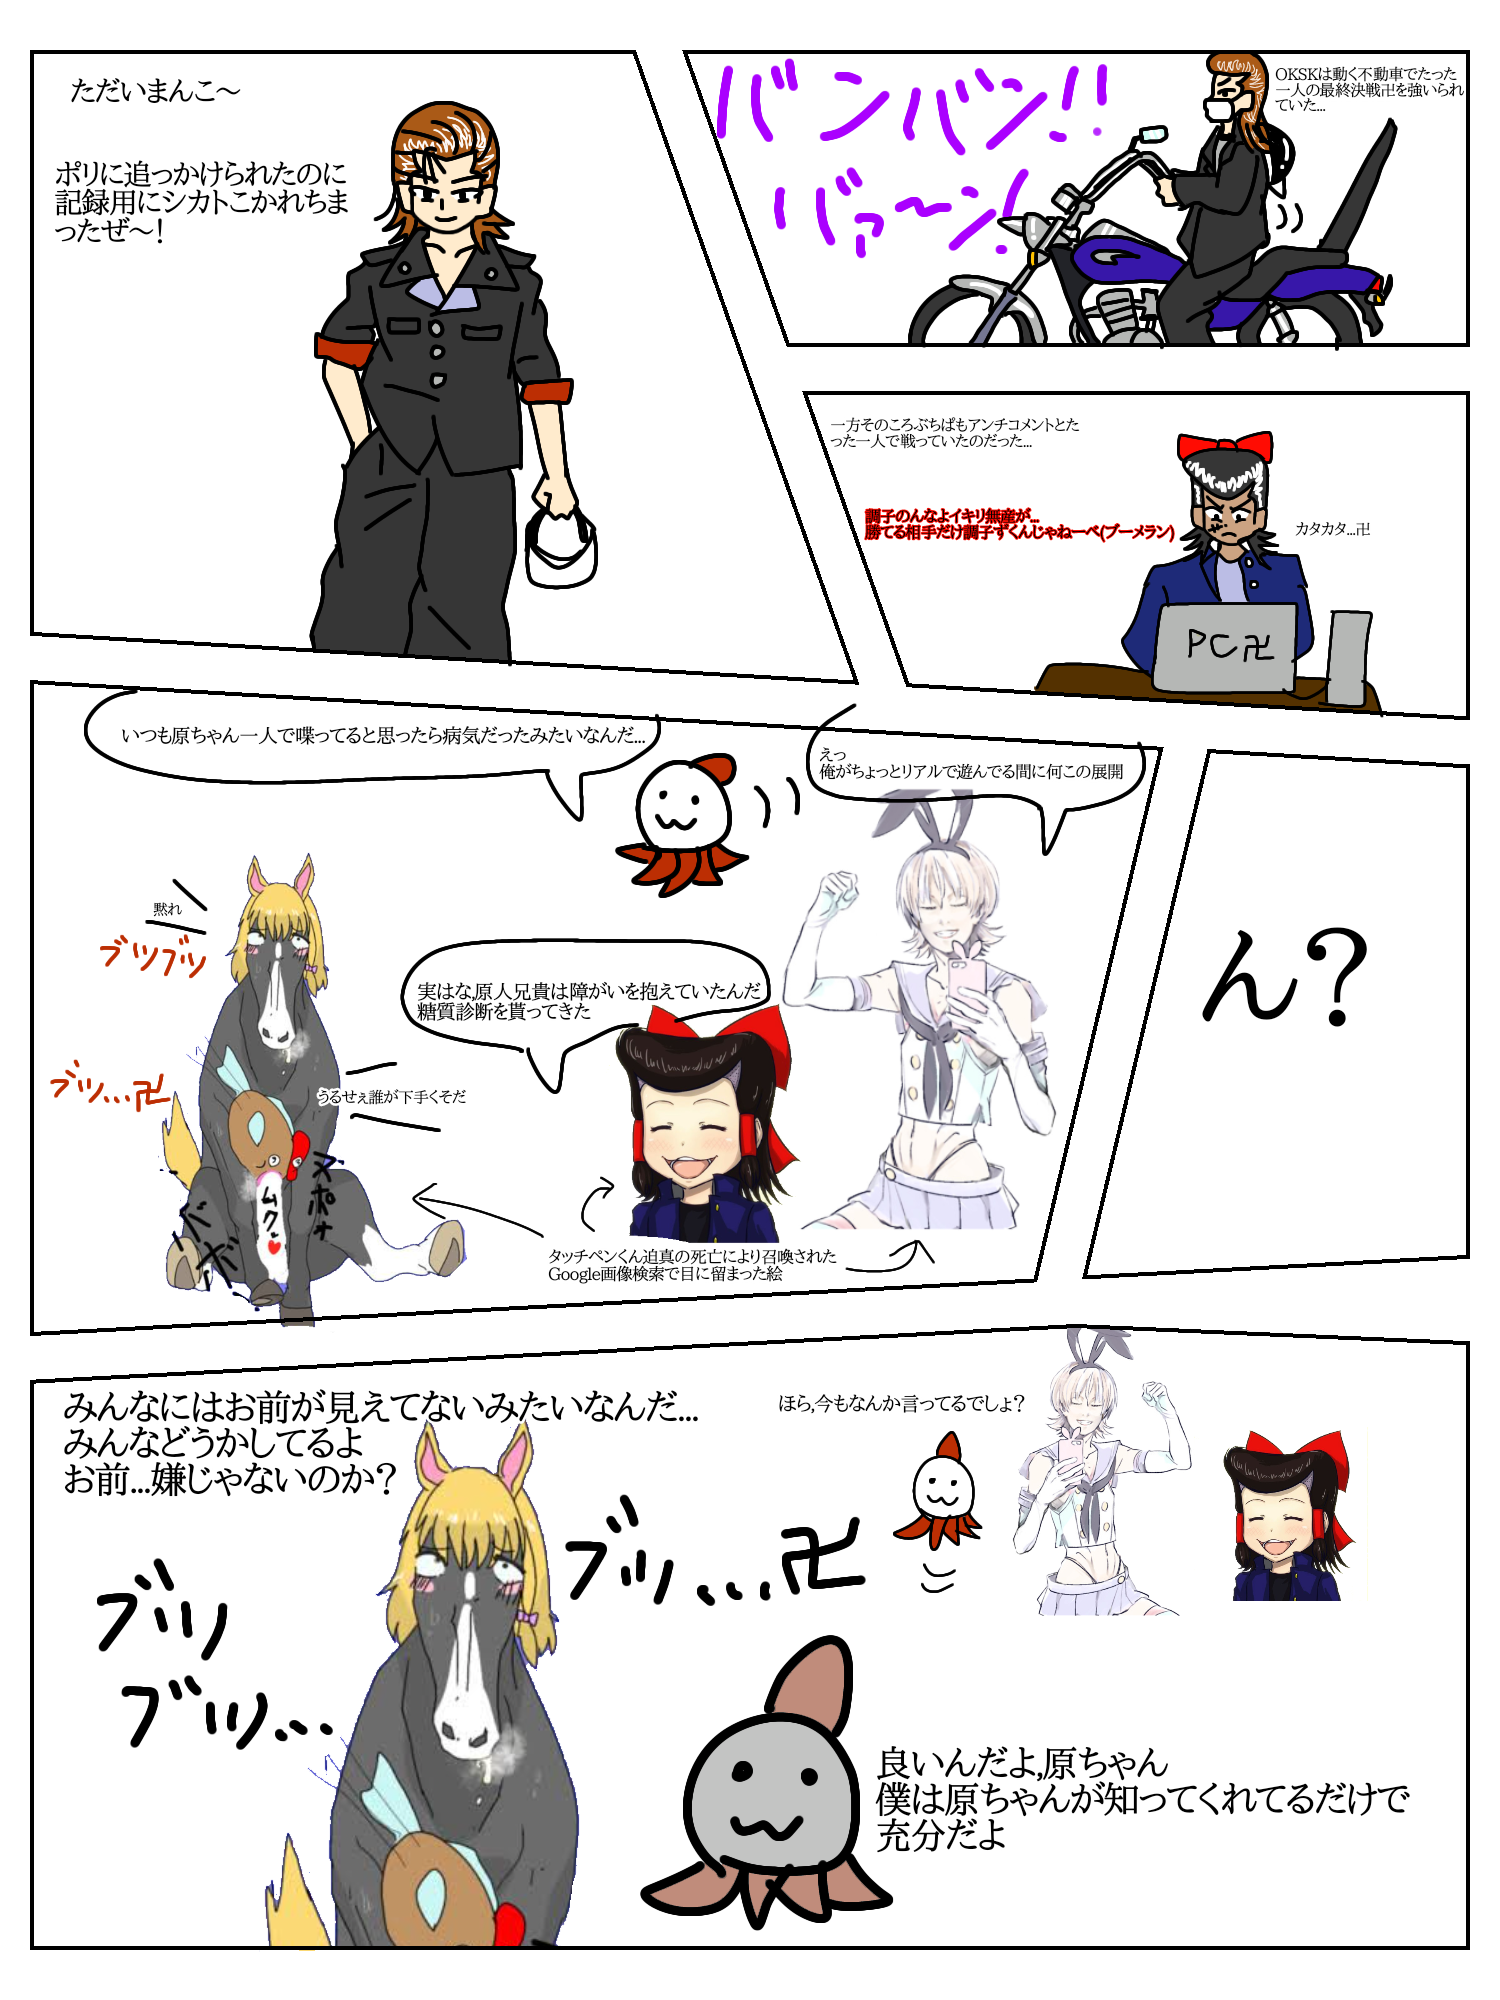 ただいまんこ～
ポリに追っかけられたのに
記録用にシカトこかれちま
ったぜ～！
バンバン!!
バァ～ン!
OKSKは動く不動車でたった
一人の最終決戦卍を強いられ
ていた...
一方そのころぶちぱもアンチコメントとた
った一人で戦っていたのだった...
調子のんなよイキリ無産が...
勝てる相手だけ調子ずくんじゃねーべ(ブーメラン)
カタカタ...卍
PC卍
いつも原ちゃん一人で喋ってると思ったら病気だったみたいなんだ...
えっ
俺がちょっとリアルで遊んでる間に何この展開
黙れ
ブツブツ
実はな,原人兄貴は障がいを抱えていたんだ
糖質診断を貰ってきた
ブツ...卍
うるせぇ誰が下手くそだ
ヌポォ
ムクッ♥
タッチペンくん迫真の死亡により召喚された
Google画像検索で目に留まった絵
ん？
みんなにはお前が見えてないみたいなんだ...
みんなどうかしてるよ
お前...嫌じゃないのか？
ほら,今もなんか言ってるでしょ？
ブツ....卍
ブツ
ブツ...
良いんだよ,原ちゃん
僕は原ちゃんが知ってくれてるだけで
充分だよ